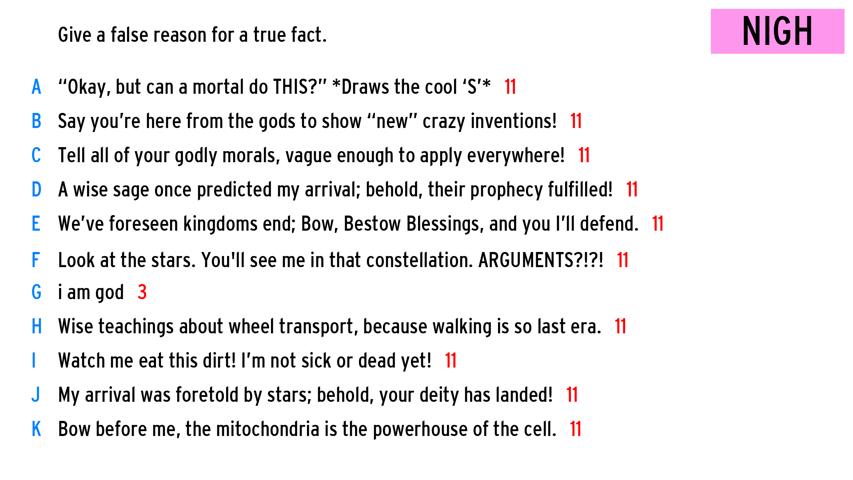 Give a false reason for a true fact.
NIGH
A "Okay, but can a mortal do THIS?" *Draws the cool 'S'* 11
B Say you're here from the gods to show "new" crazy inventions! 11
C Tell all of your godly morals, vague enough to apply everywhere! 11
D A wise sage once predicted my arrival; behold, their prophecy fulfilled! 11
E We've foreseen kingdoms end; Bow, Bestow Blessings, and you I'll defend. 11
F Look at the stars. You'll see me in that constellation. ARGUMENTS?!?! 11
G i am god 3
H Wise teachings about wheel transport, because walking is so last era. 11
I Watch me eat this dirt! I'm not sick or dead yet! 11
J My arrival was foretold by stars; behold, your deity has landed! 11
K Bow before me, the mitochondria is the powerhouse of the cell. 11